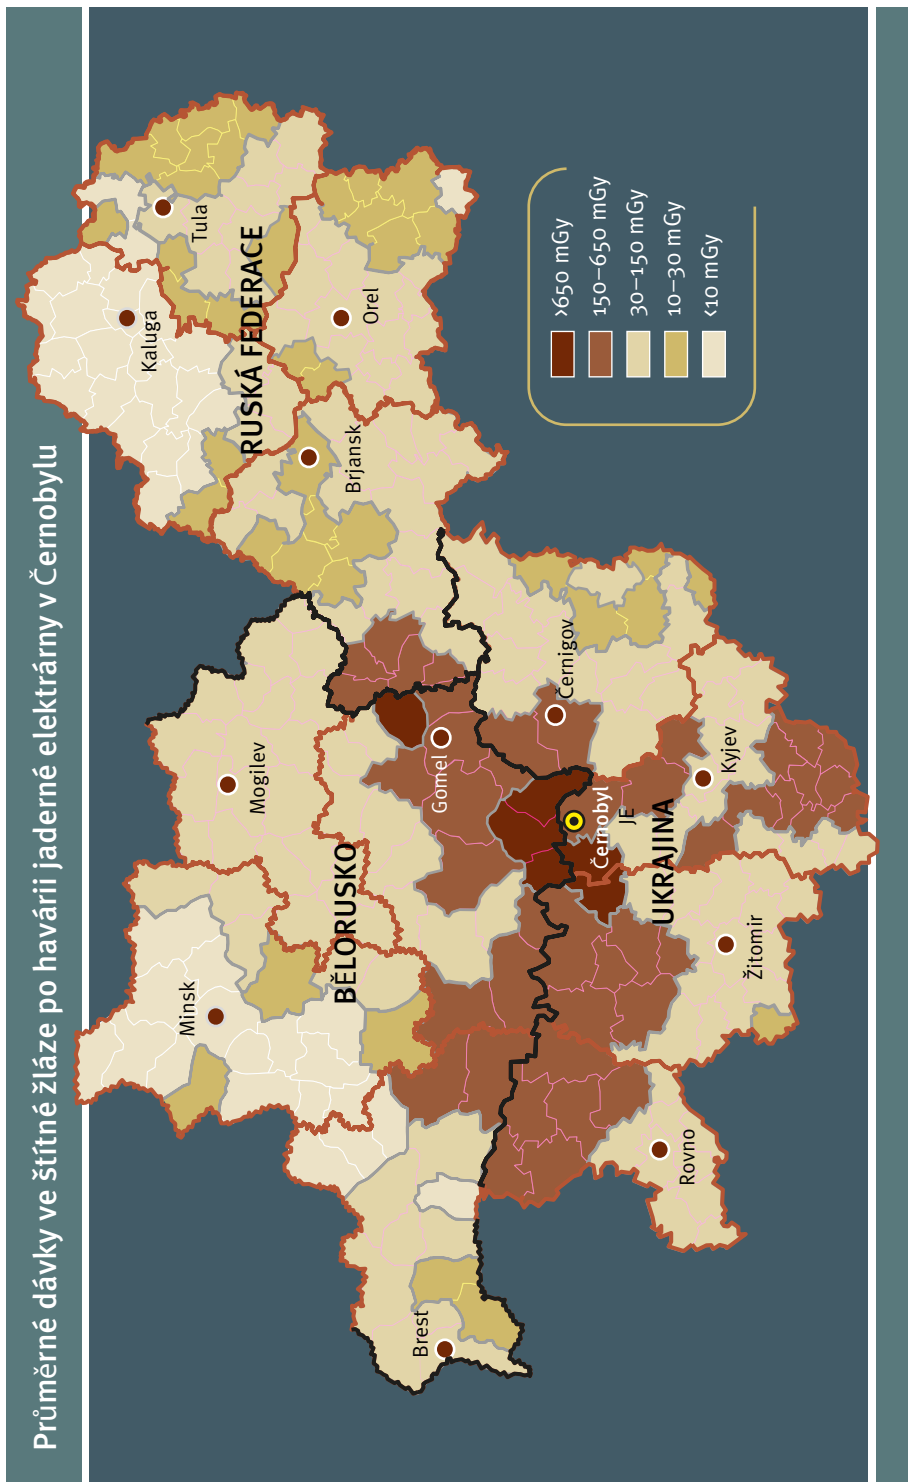 Průměrné dávky ve štítné žláze po havárii jaderné elektrárny v Černobylu
Kaluga
Tula
RUSKÁ FEDERACE
Minsk
Mogilev
Brjansk
Orel
BĚLORUSKO
Brest
Gomel
Černigov
Černobyl
JE
UKRAJINA
Rovno
Žitomir
Kyjev
>650 mGy
150–650 mGy
30–150 mGy
10–30 mGy
<10 mGy